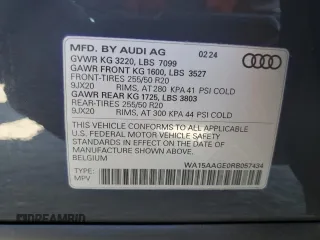 MFD. BY AUDI AG 02/24
GVWR KG 3220, LBS 7099
GAWR FRONT KG 1600, LBS 3527
FRONT-TIRES 255/50 R20
9JX20 RIMS, AT 280 KPA 41 PSI COLD
GAWR REAR KG 1725, LBS 3803
REAR-TIRES 255/50 R20
9JX20 RIMS, AT 300 KPA 44 PSI COLD
THIS VEHICLE CONFORMS TO ALL APPLICABLE
U.S. FEDERAL MOTOR VEHICLE SAFETY
STANDARDS IN EFFECT ON THE DATE OF
MANUFACTURE SHOWN ABOVE.
BELGIUM
WA15AAGE0RB057434
TYPE:
MPV
DREAMBID